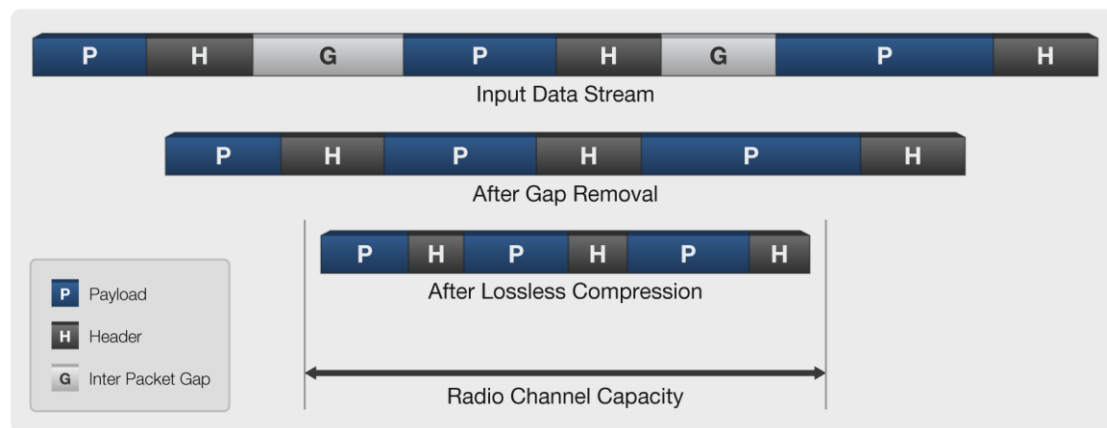 P H G P H G P H
Input Data Stream
P H P H P H
After Gap Removal
P H P H P H
After Lossless Compression
P Payload
H Header
G Inter Packet Gap
Radio Channel Capacity